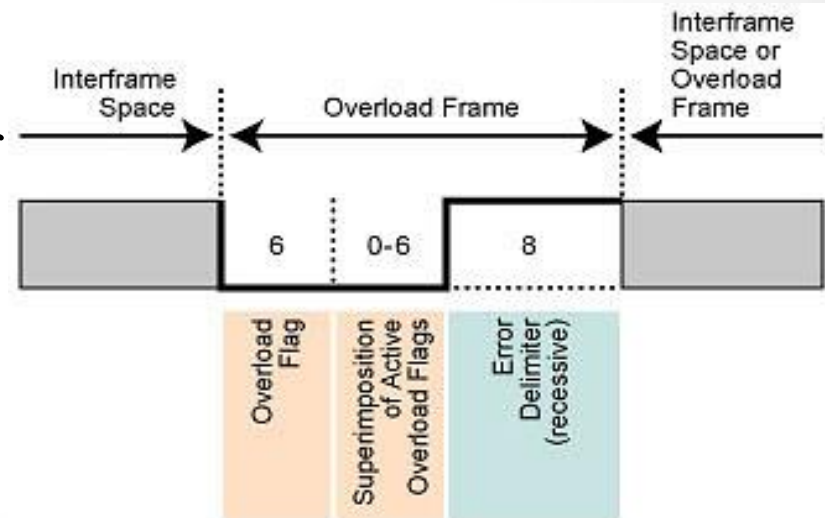 Interframe
Space
Overload Frame
Interframe
Space or
Overload
Frame
6
0-6
8
Overload
Flag
Superimposition
of Active
Overload Flags
Error
Delimiter
(recessive)